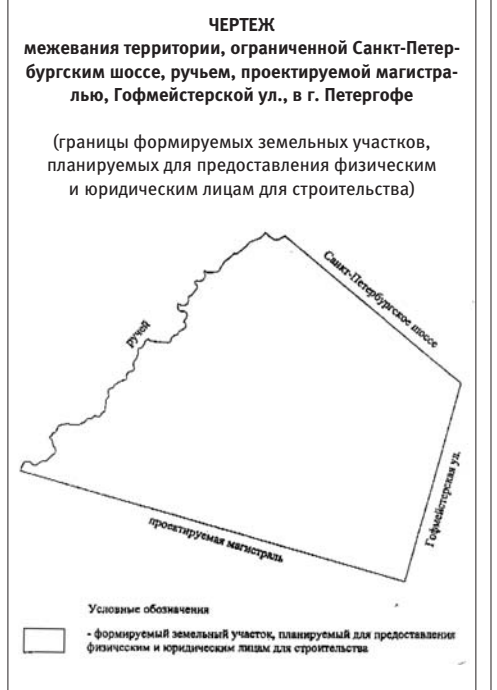 ЧЕРТЕЖ
межевания территории, ограниченной Санкт-Петер-
бургским шоссе, ручьем, проектируемой магистра-
лью, Гофмейстерской ул., в г. Петергофе
(границы формируемых земельных участков,
планируемых для предоставления физическим
и юридическим лицам для строительства)
Санкт-Петербургское шоссе
ручей
Гофмейстерская ул.
проектируемая магистраль
Условные обозначения
- формируемый земельный участок, планируемый для предоставления
физическим и юридическим лицам для строительства